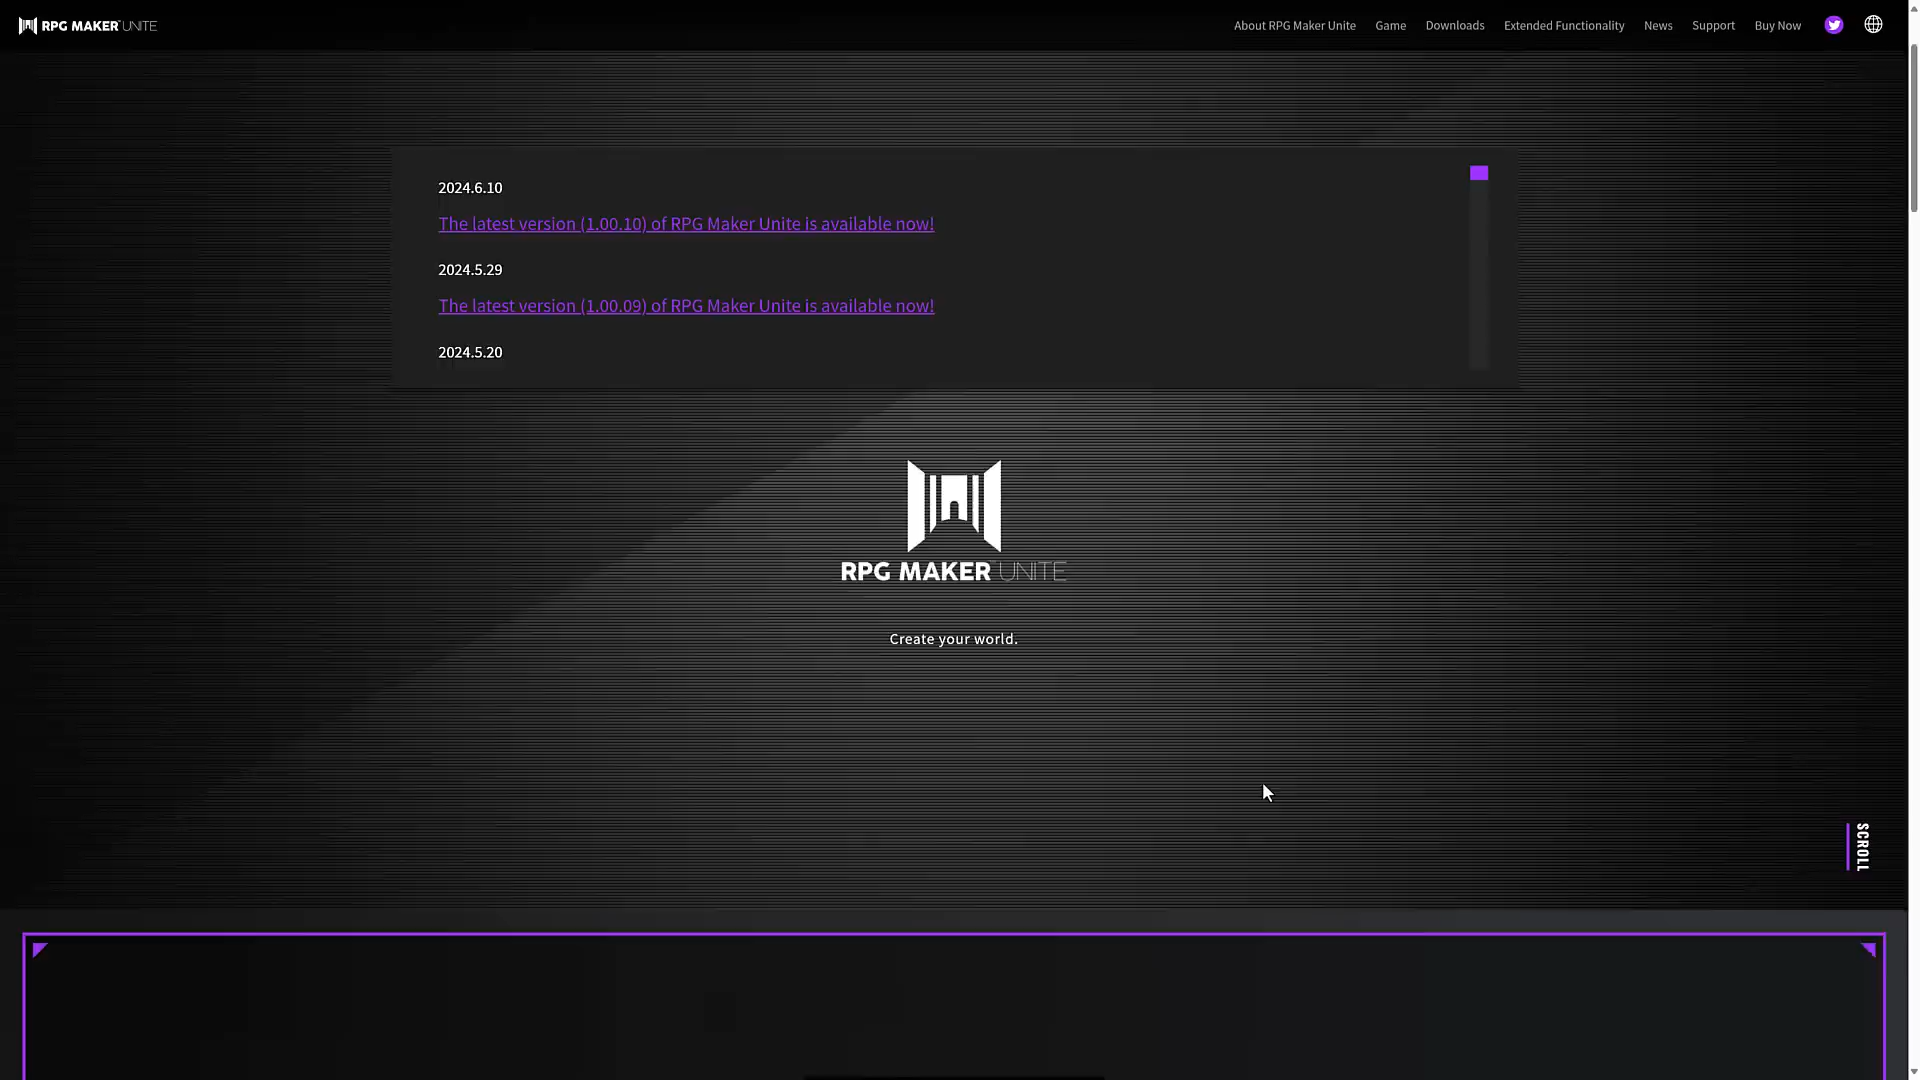 RPG MAKER UNITE
About RPG Maker Unite Game Downloads Extended Functionality News Support Buy Now
2024.6.10
The latest version (1.00.10) of RPG Maker Unite is available now!
2024.5.29
The latest version (1.00.09) of RPG Maker Unite is available now!
2024.5.20
RPG MAKER UNITE
Create your world.
SCROLL